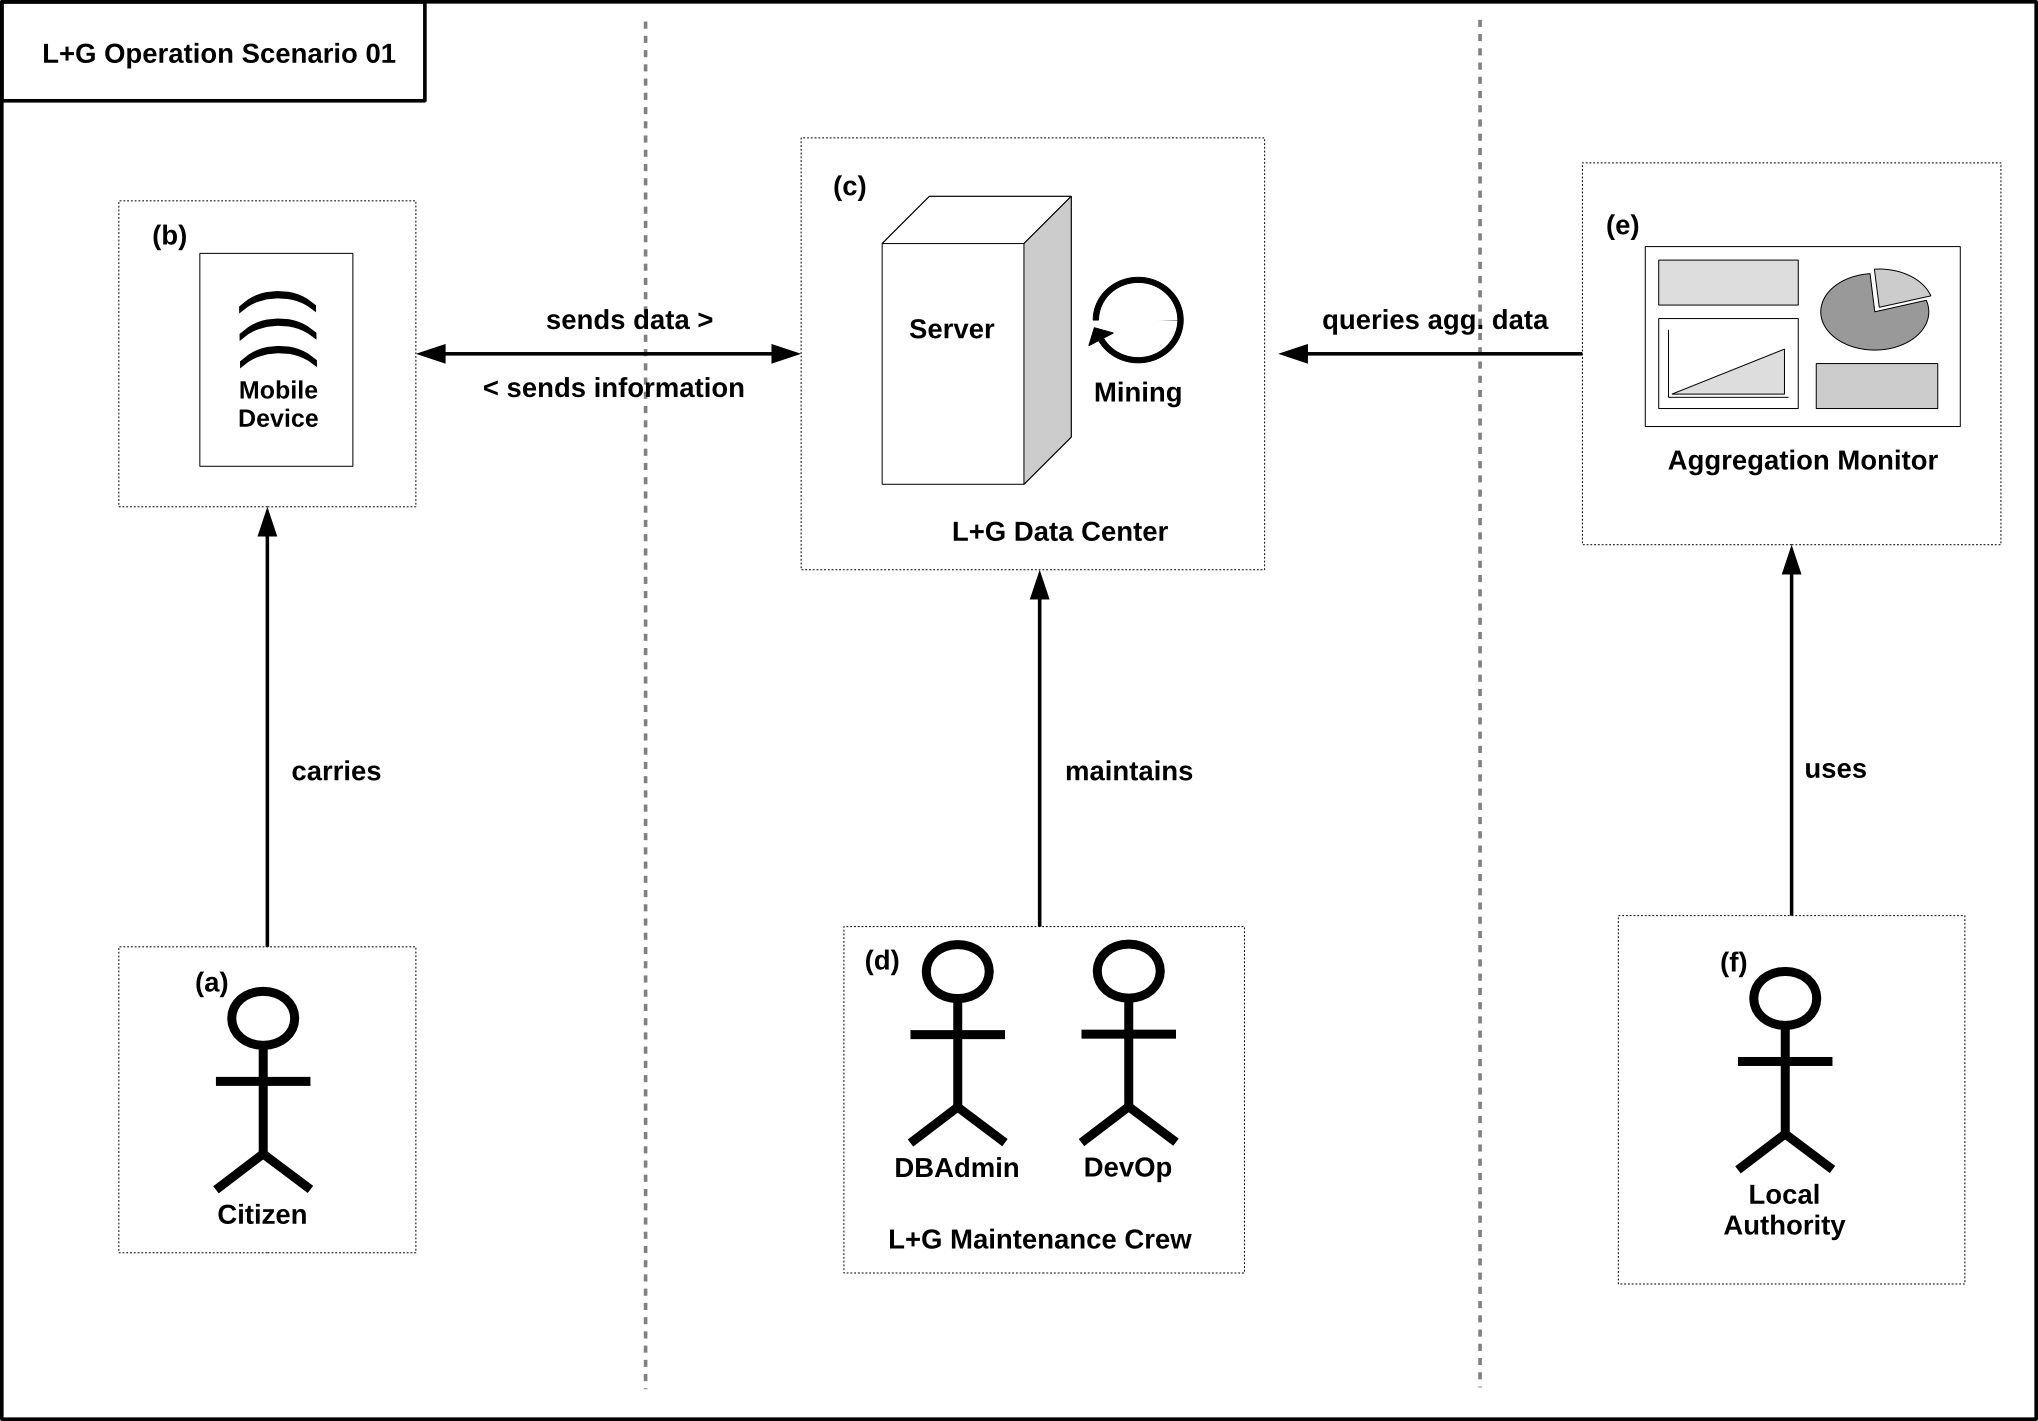 L+G Operation Scenario 01
(b)
Mobile
Device
sends data >
< sends information
(c)
Server
Mining
L+G Data Center
queries agg. data
(e)
Aggregation Monitor
carries
maintains
uses
(a)
Citizen
(d)
DBAdmin
DevOp
L+G Maintenance Crew
(f)
Local
Authority